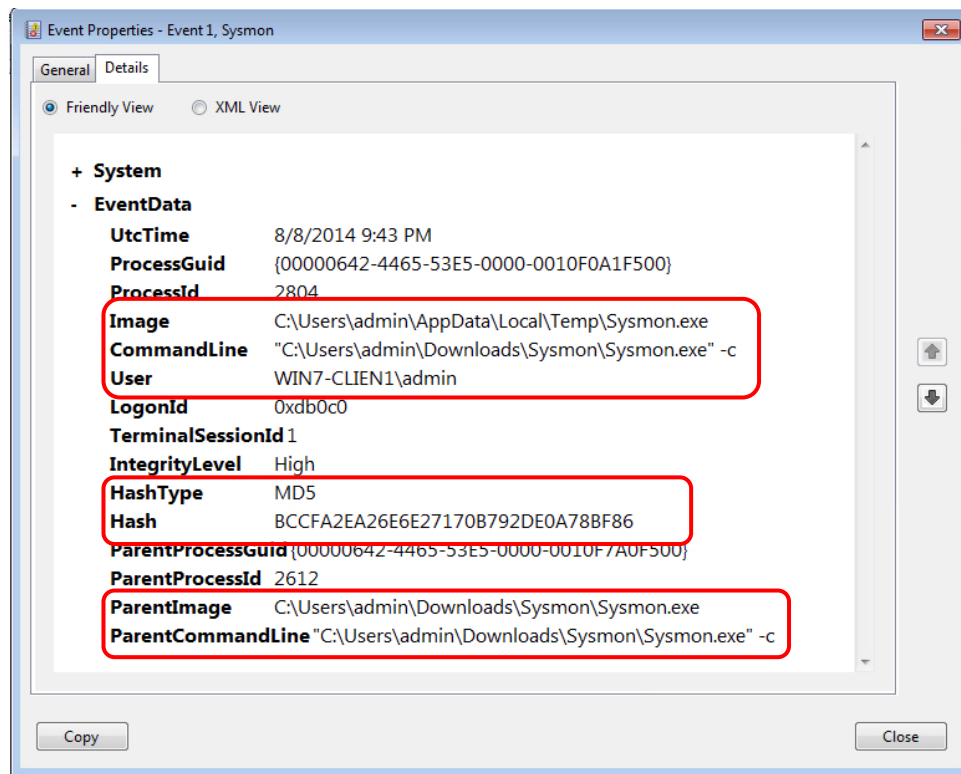 Event Properties - Event 1, Sysmon
General Details
Friendly View XML View
+ System
- EventData
UtcTime 8/8/2014 9:43 PM
ProcessGuid {00000642-4465-53E5-0000-0010F0A1F500}
ProcessId 2804
Image C:\Users\admin\AppData\Local\Temp\Sysmon.exe
CommandLine "C:\Users\admin\Downloads\Sysmon\Sysmon.exe" -c
User WIN7-CLIEN1\admin
LogonId 0xdb0c0
TerminalSessionId 1
IntegrityLevel High
HashType MD5
Hash BCCFA2EA26E6E27170B792DE0A78BF86
ParentProcessGuid {00000642-4465-53E5-0000-0010F7A0F500}
ParentProcessId 2612
ParentImage C:\Users\admin\Downloads\Sysmon\Sysmon.exe
ParentCommandLine "C:\Users\admin\Downloads\Sysmon\Sysmon.exe" -c
Copy Close